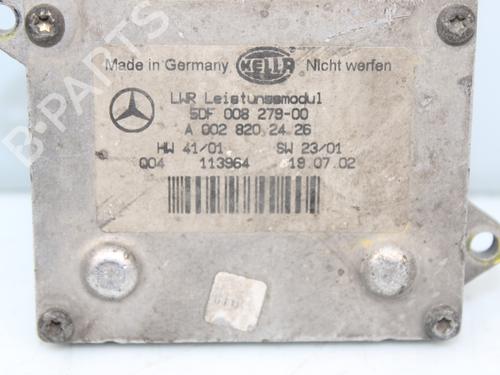 Made in Germany HELLA Nicht werfen
LWR Leistungsmodul
5DF 008 279-00
A 002 820 24 26
HW 41/01 SW 23/01
Q04 113964 19.07.02